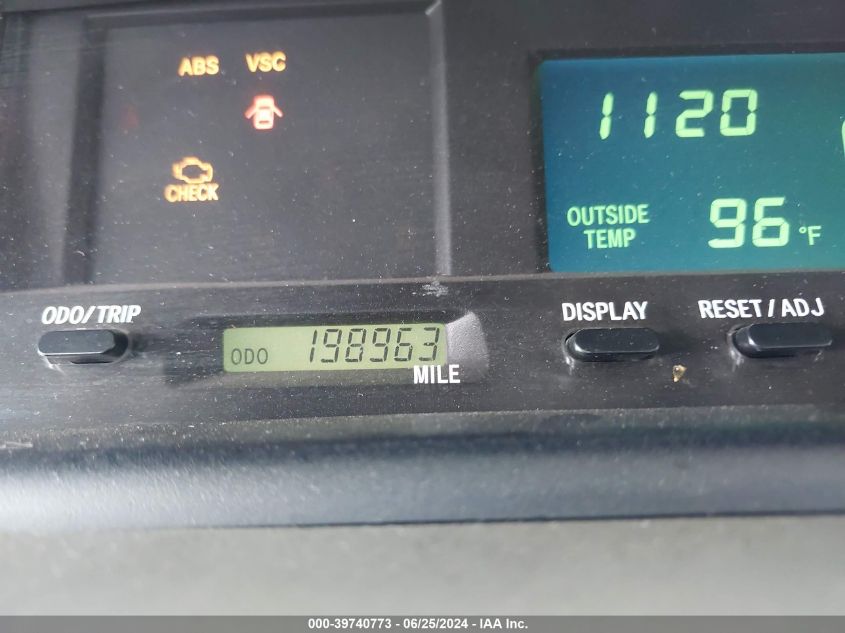 ABS VSC
CHECK
1120
OUTSIDE
TEMP
96 °F
ODO/TRIP
ODO 198963
MILE
DISPLAY
RESET / ADJ
000-39740773 - 06/25/2024 - IAA Inc.